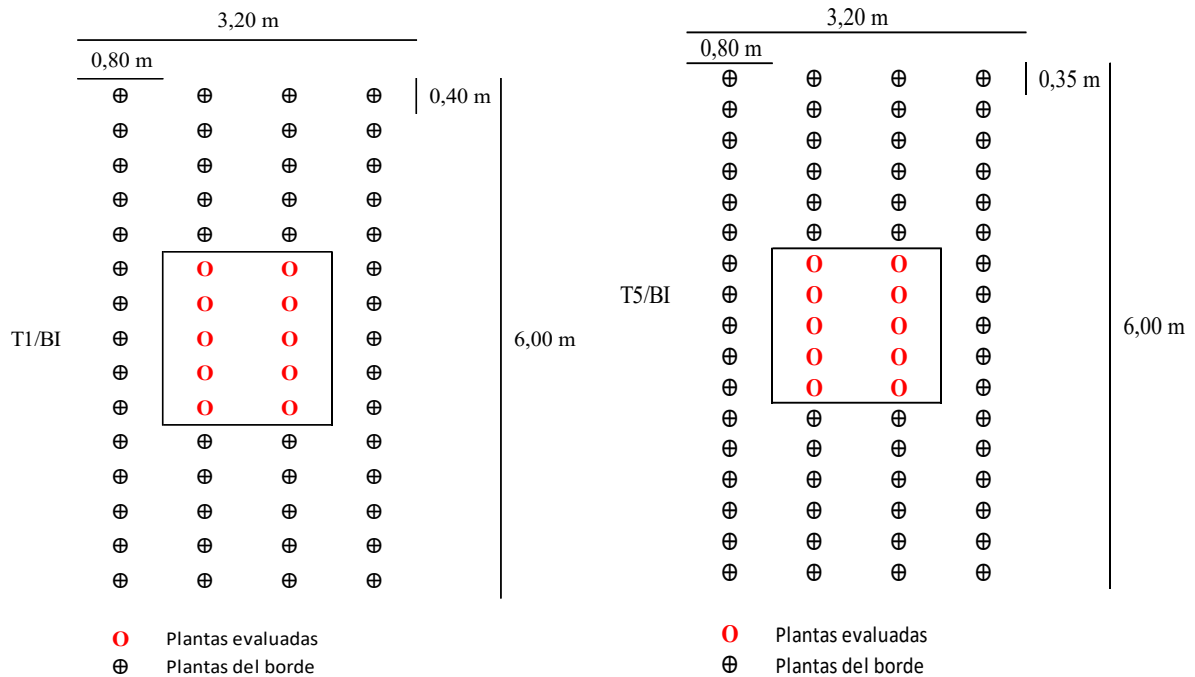 3,20 m
0,80 m
0,40 m
T1/BI
6,00 m
O Plantas evaluadas
⊕ Plantas del borde
3,20 m
0,80 m
0,35 m
T5/BI
6,00 m
O Plantas evaluadas
⊕ Plantas del borde